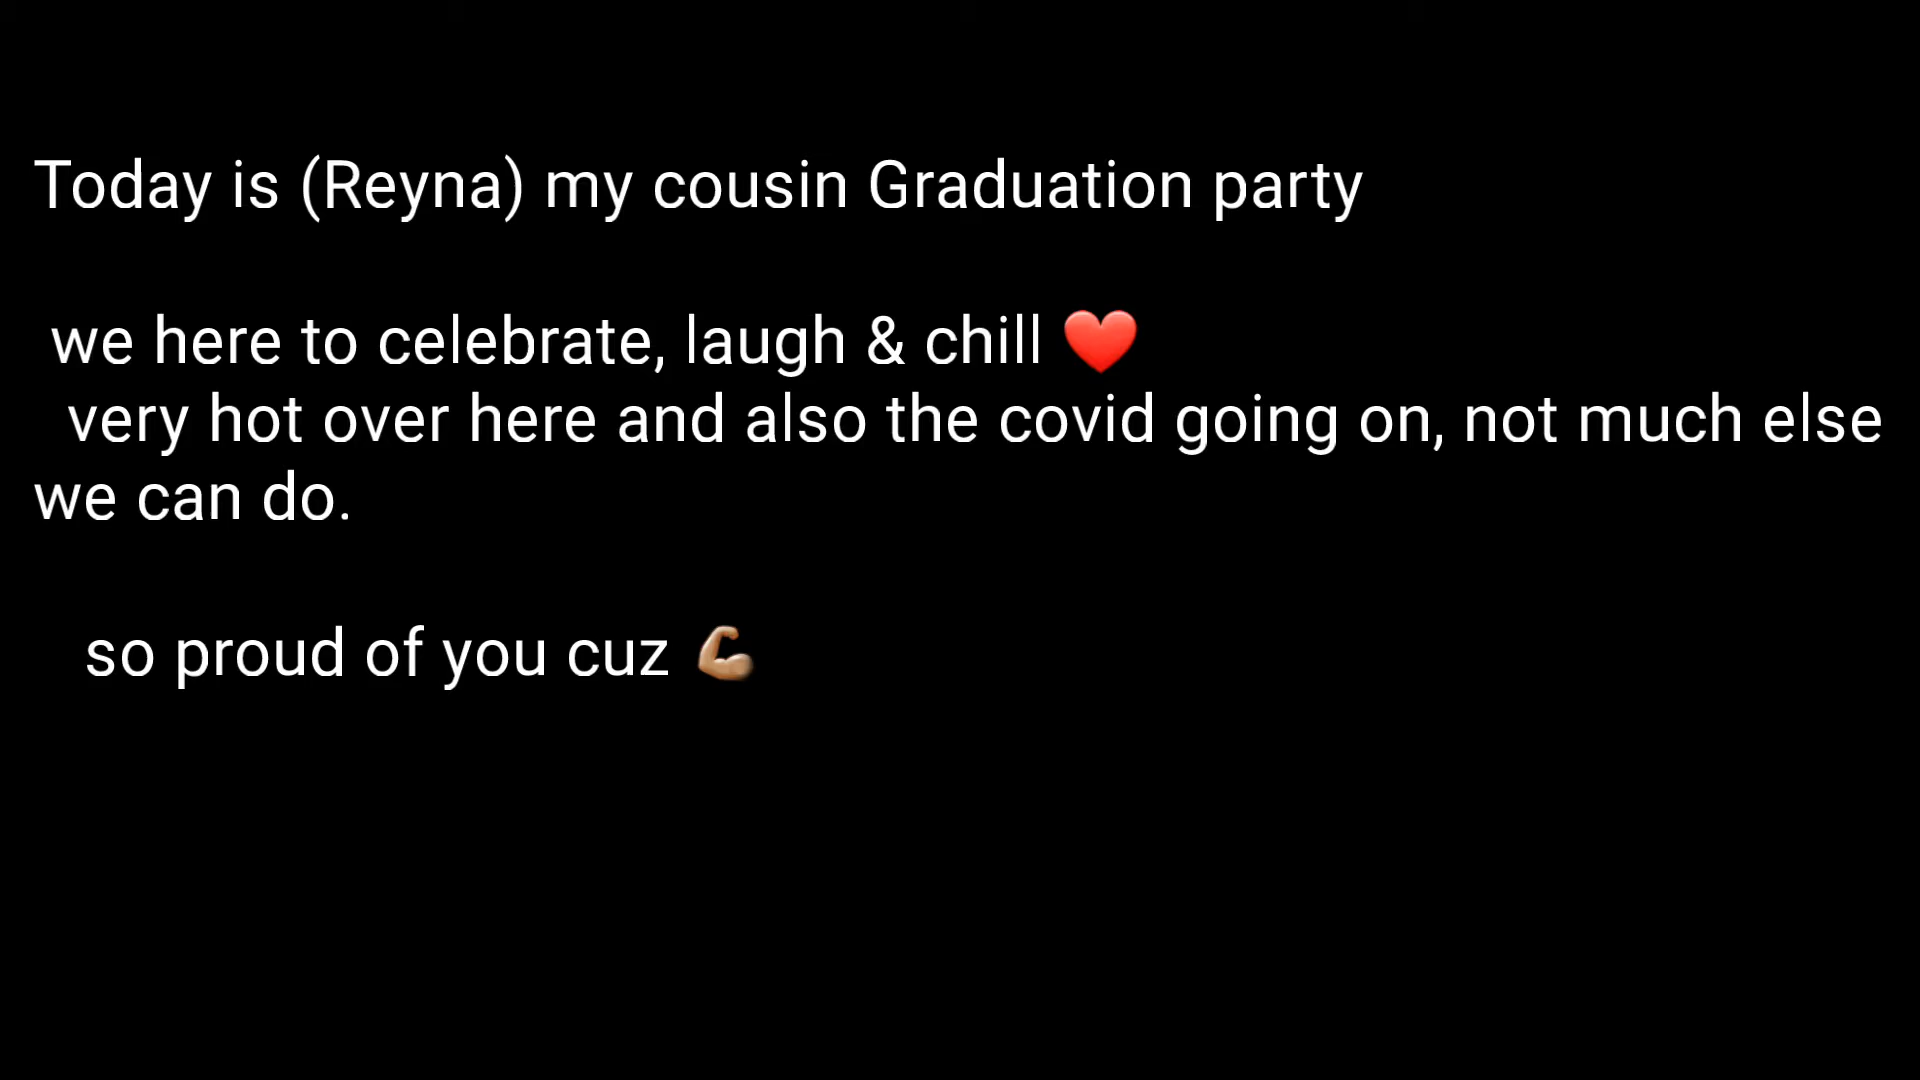 Today is (Reyna) my cousin Graduation party
we here to celebrate, laugh & chill ❤️
very hot over here and also the covid going on, not much else
we can do.
so proud of you cuz 💪🏽